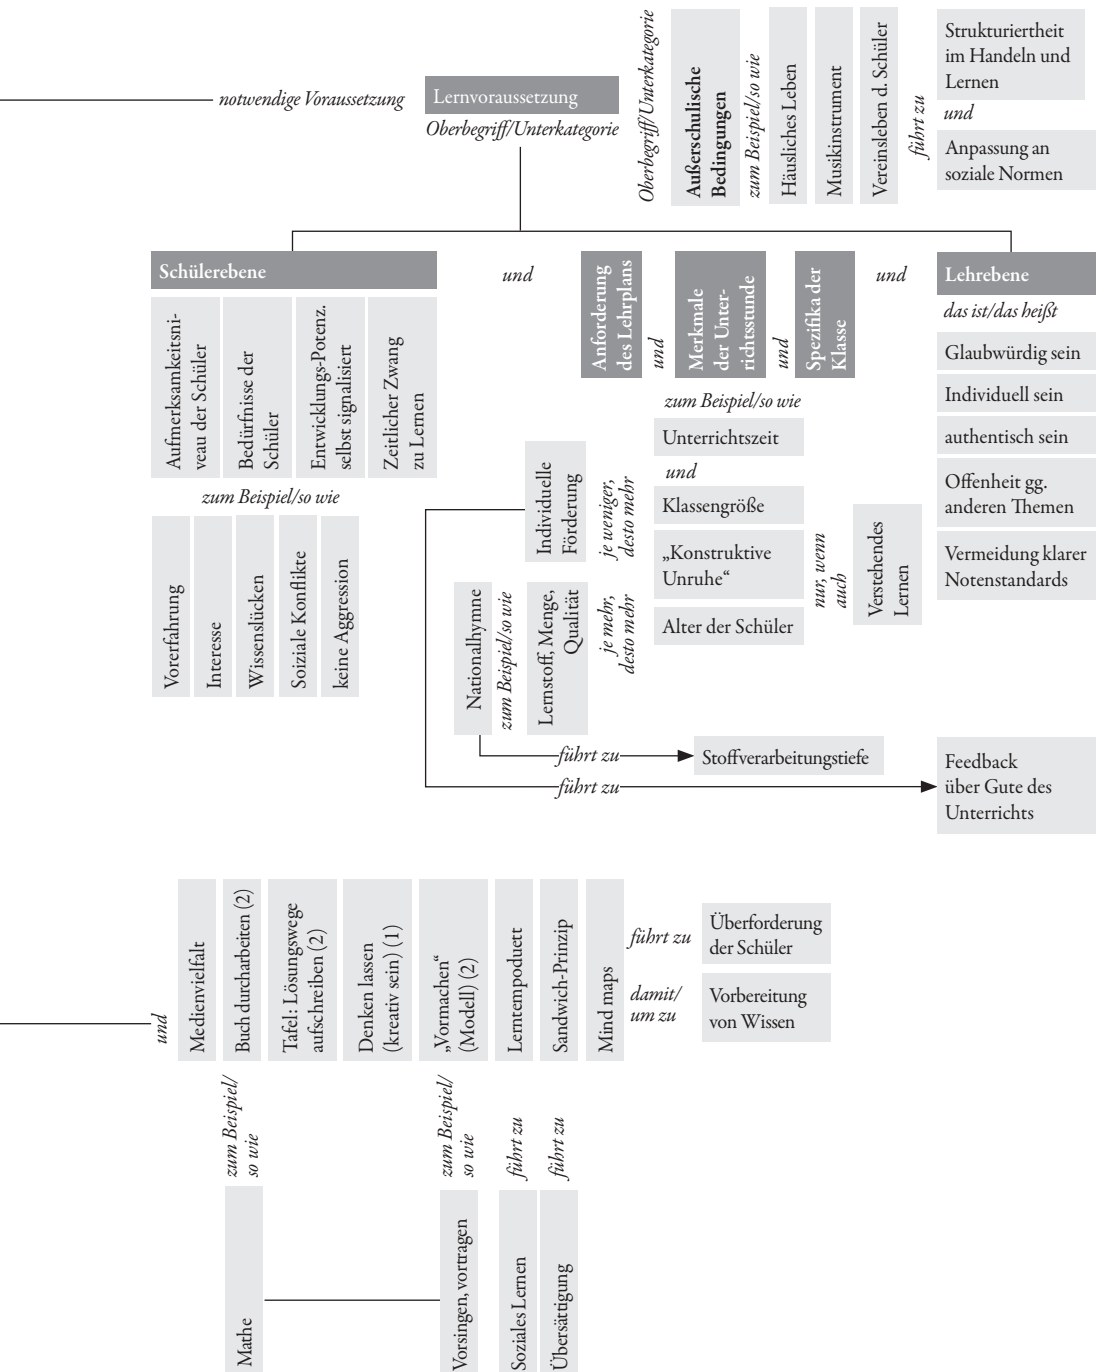 notwendige Voraussetzung
Lernvoraussetzung
Oberbegriff/Unterkategorie
Oberbegriff/Unterkategorie
Außerschulische
Bedingungen
zum Beispiel/so wie
Häusliches Leben
Musikinstrument
Vereinsleben d. Schüler
führt zu
Strukturiertheit
im Handeln und
Lernen
und
Anpassung an
soziale Normen
Schülerebene
Aufmerksamkeitsni-
veau der Schüler
Bedürfnisse der
Schüler
Entwicklungs-Potenz.
selbst signalisiert
Zeitlicher Zwang
zu Lernen
zum Beispiel/so wie
Vorerfahrung
Interesse
Wissenslücken
Soiziale Konflikte
keine Aggression
und
Anforderung
des Lehrplans
und
Merkmale
der Unter-
richtsstunde
und
Spezifika der
Klasse
und
zum Beispiel/so wie
Unterrichtszeit
und
Klassengröße
„Konstruktive
Unruhe“
Alter der Schüler
Individuelle
Förderung
je weniger,
desto mehr
Nationalhymne
zum Beispiel/so wie
Lernstoff, Menge,
Qualität
je mehr,
desto mehr
nur, wenn
auch
Verstehendes
Lernen
Lehrebene
das ist/das heißt
Glaubwürdig sein
Individuell sein
authentisch sein
Offenheit gg.
anderen Themen
Vermeidung klarer
Notenstandards
führt zu
Stoffverarbeitungstiefe
führt zu
Feedback
über Gute des
Unterrichts
und
Medienvielfalt
Buch durcharbeiten (2)
Tafel: Lösungswege
aufschreiben (2)
Denken lassen
(kreativ sein) (1)
„Vormachen“
(Modell) (2)
Lerntempoduett
Sandwich-Prinzip
Mind maps
führt zu
Überforderung
der Schüler
damit/
um zu
Vorbereitung
von Wissen
zum Beispiel/
so wie
zum Beispiel/
so wie
führt zu
führt zu
Mathe
Vorsingen, vortragen
Soziales Lernen
Übersättigung